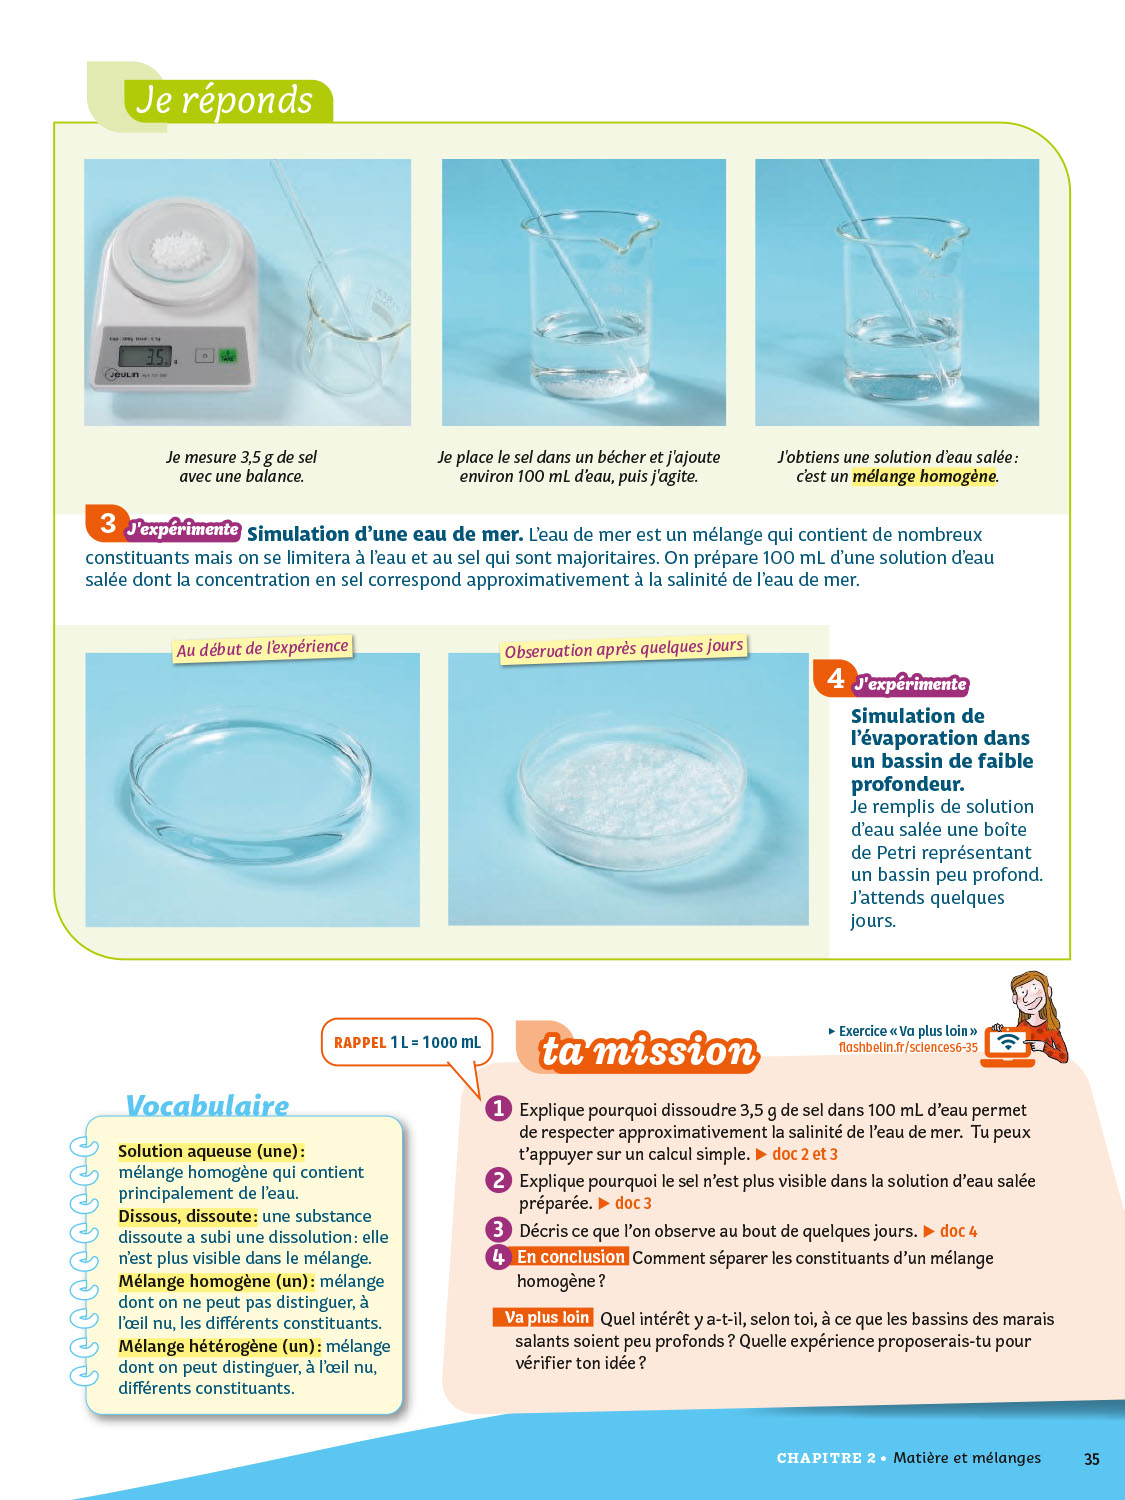 Je réponds
3,5 g
JEULIN
Je mesure 3,5 g de sel
avec une balance.
Je place le sel dans un bécher et j'ajoute
environ 100 mL d'eau, puis j'agite.
J'obtiens une solution d'eau salée :
c'est un mélange homogène.
3 J'expérimente Simulation d'une eau de mer. L'eau de mer est un mélange qui contient de nombreux
constituants mais on se limitera à l'eau et au sel qui sont majoritaires. On prépare 100 mL d'une solution d'eau
salée dont la concentration en sel correspond approximativement à la salinité de l'eau de mer.
Au début de l'expérience
Observation après quelques jours
4 J'expérimente
Simulation de
l'évaporation dans
un bassin de faible
profondeur.
Je remplis de solution
d'eau salée une boîte
de Petri représentant
un bassin peu profond.
J'attends quelques
jours.
RAPPEL 1 L = 1 000 mL
ta mission
▸ Exercice « Va plus loin »
flashbelin.fr/sciences6-35
Vocabulaire
Solution aqueuse (une) :
mélange homogène qui contient
principalement de l'eau.
Dissous, dissoute : une substance
dissoute a subi une dissolution : elle
n'est plus visible dans le mélange.
Mélange homogène (un) : mélange
dont on ne peut pas distinguer, à
l'œil nu, les différents constituants.
Mélange hétérogène (un) : mélange
dont on peut distinguer, à l'œil nu,
différents constituants.
1 Explique pourquoi dissoudre 3,5 g de sel dans 100 mL d'eau permet
de respecter approximativement la salinité de l'eau de mer. Tu peux
t'appuyer sur un calcul simple. ▶ doc 2 et 3
2 Explique pourquoi le sel n'est plus visible dans la solution d'eau salée
préparée. ▶ doc 3
3 Décris ce que l'on observe au bout de quelques jours. ▶ doc 4
4 En conclusion Comment séparer les constituants d'un mélange
homogène ?
Va plus loin Quel intérêt y a-t-il, selon toi, à ce que les bassins des marais
salants soient peu profonds ? Quelle expérience proposerais-tu pour
vérifier ton idée ?
CHAPITRE 2 • Matière et mélanges 35